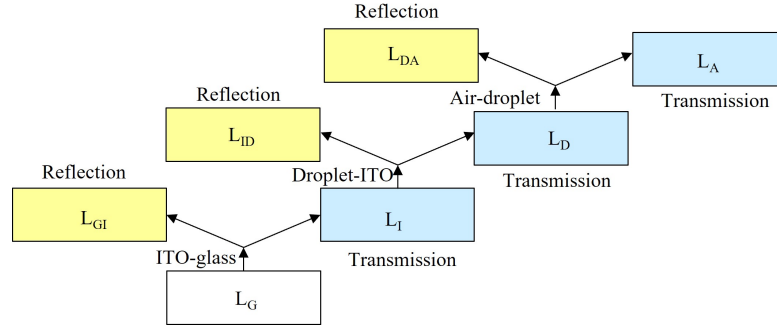 Reflection
L_DA
L_A
Air-droplet
Transmission
Reflection
L_ID
L_D
Droplet-ITO
Transmission
Reflection
L_GI
L_I
ITO-glass
Transmission
L_G